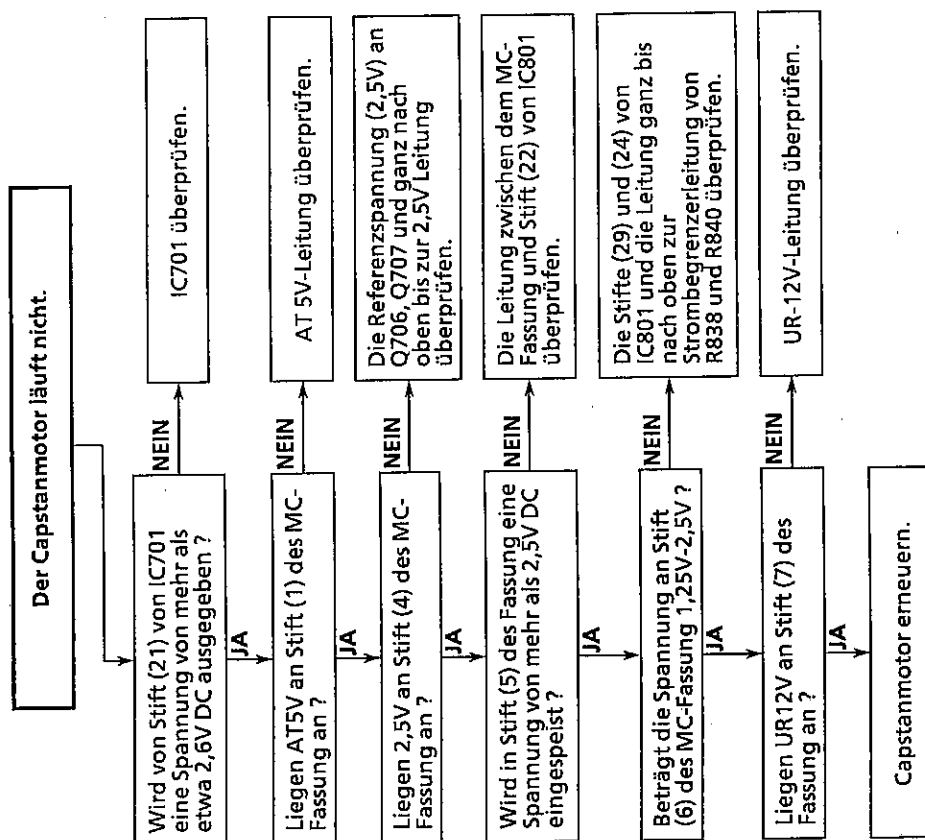 Der Capstanmotor läuft nicht.
Wird von Stift (21) von IC701
eine Spannung von mehr als
etwa 2,6V DC ausgegeben ?
NEIN
IC701 überprüfen.
JA
Liegen AT5V an Stift (1) des MC-
Fassung an ?
NEIN
AT 5V-Leitung überprüfen.
JA
Liegen 2,5V an Stift (4) des MC-
Fassung an ?
NEIN
Die Referenzspannung (2,5V) an
Q706, Q707 und ganz nach
oben bis zur 2,5V Leitung
überprüfen.
JA
Wird in Stift (5) des Fassung eine
Spannung von mehr als 2,5V DC
eingespeist ?
NEIN
Die Leitung zwischen dem MC-
Fassung und Stift (22) von IC801
überprüfen.
JA
Beträgt die Spannung an Stift
(6) des MC-Fassung 1,25V-2,5V ?
NEIN
Die Stifte (29) und (24) von
IC801 und die Leitung ganz bis
nach oben zur
Strombegrenzerleitung von
R838 und R840 überprüfen.
JA
Liegen UR12V an Stift (7) des
Fassung an ?
NEIN
UR-12V-Leitung überprüfen.
JA
Capstanmotor erneuern.